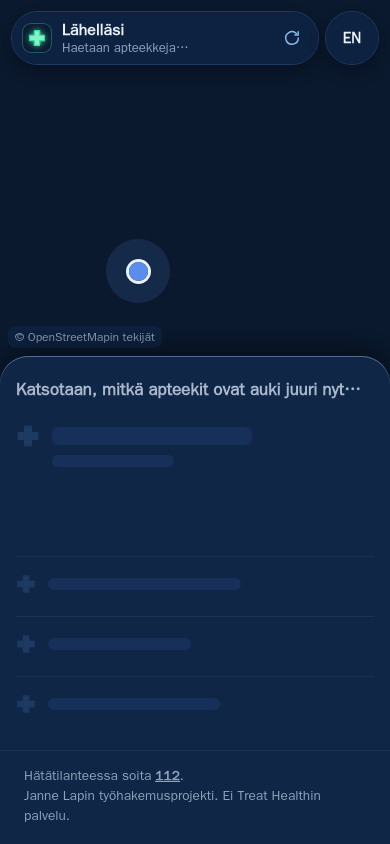 Lähelläsi
Haetaan apteekkeja···
EN
© OpenStreetMapin tekijät
Katsotaan, mitkä apteekit ovat auki juuri nyt···
Hätätilanteessa soita 112.
Janne Lapin työhakemusprojekti. Ei Treat Healthin
palvelu.